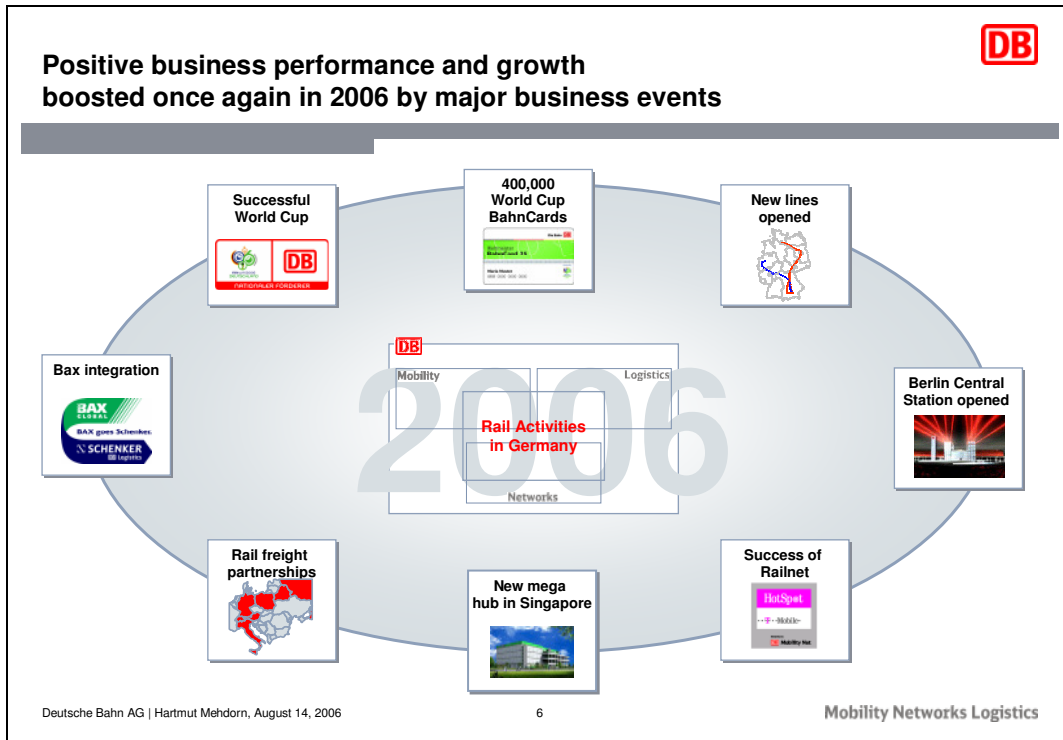 DB
Positive business performance and growth
boosted once again in 2006 by major business events
Successful
World Cup
DB
NATIONALER FÖRDERER
400,000
World Cup
BahnCards
BahnCard 25
New lines
opened
Bax integration
BAX
GLOBAL
BAX goes Schenker.
SCHENKER
DB Logistics
DB
Mobility
Logistics
2006
Rail Activities
in Germany
Networks
Berlin Central
Station opened
Rail freight
partnerships
New mega
hub in Singapore
Success of
Railnet
HotSpot
T-Mobile
DB Mobility Net
Deutsche Bahn AG | Hartmut Mehdorn, August 14, 2006
6
Mobility Networks Logistics